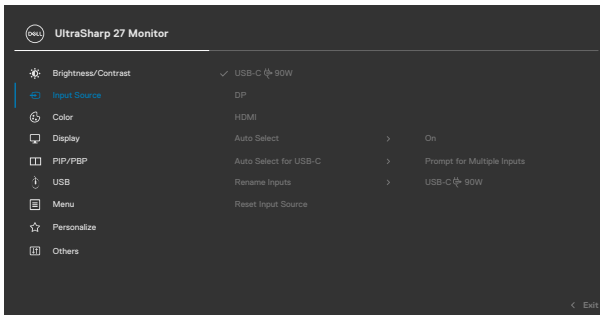 DELL UltraSharp 27 Monitor
Brightness/Contrast USB-C 90W
Input Source DP
Color HDMI
Display Auto Select On
PIP/PBP Auto Select for USB-C Prompt for Multiple Inputs
USB Rename Inputs USB-C 90W
Menu Reset Input Source
Personalize
Others
Exit